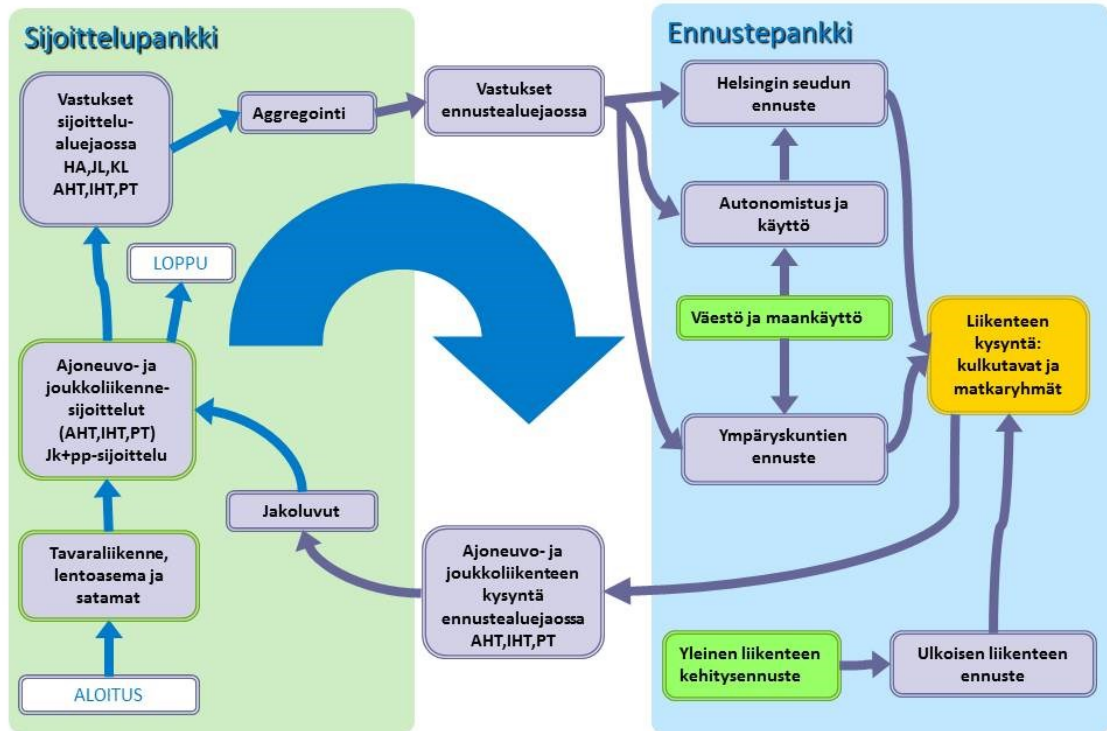 Sijoittelupankki
Vastukset
sijoittelu-
aluejaossa
HA,JL,KL
AHT,IHT,PT
Aggregointi
LOPPU
Ajoneuvo- ja
joukkoliikenne-
sijoittelut
(AHT,IHT,PT)
Jk+pp-sijoittelu
Jakoluvut
Tavaraliikenne,
lentoasema ja
satamat
ALOITUS
Vastukset
ennustealuejaossa
Ajoneuvo- ja
joukkoliikenteen
kysyntä
ennustealuejaossa
AHT,IHT,PT
Ennustepankki
Helsingin seudun
ennuste
Autonomistus ja
käyttö
Väestö ja maankäyttö
Liikenteen
kysyntä:
kulkutavat ja
matkaryhmät
Ympäryskuntien
ennuste
Yleinen liikenteen
kehitysennuste
Ulkoisen liikenteen
ennuste